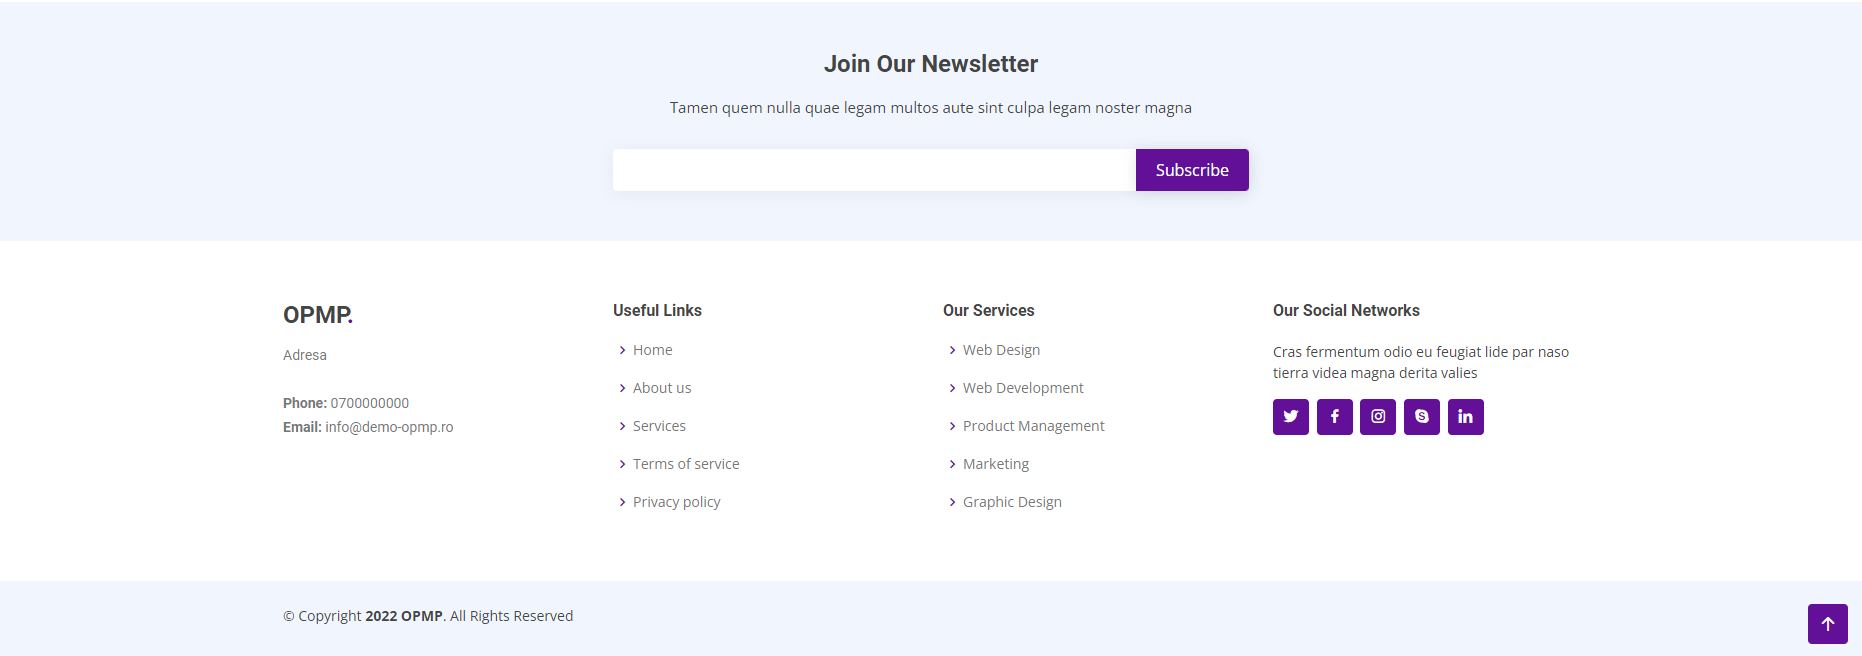 Join Our Newsletter
Tamen quem nulla quae legam multos aute sint culpa legam noster magna
Subscribe
OPMP.
Adresa
Phone: 0700000000
Email: info@demo-opmp.ro
Useful Links
Home
About us
Services
Terms of service
Privacy policy
Our Services
Web Design
Web Development
Product Management
Marketing
Graphic Design
Our Social Networks
Cras fermentum odio eu feugiat lide par naso
tierra videa magna derita valies
© Copyright 2022 OPMP. All Rights Reserved